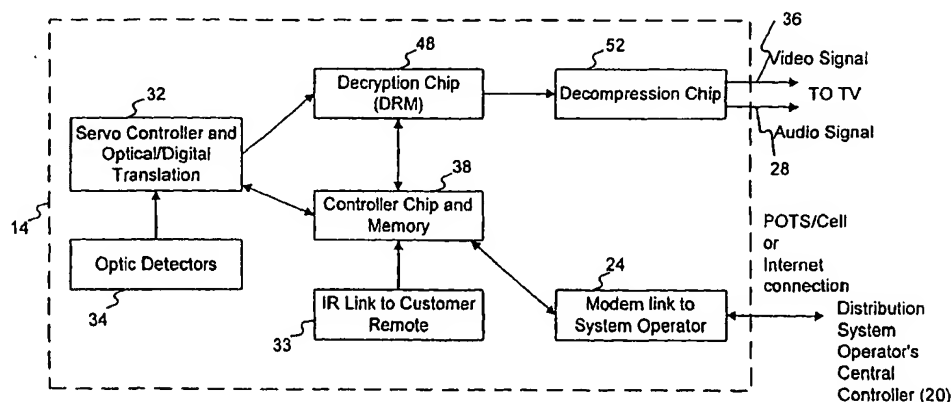 36
48
52
Video Signal
Decryption Chip
(DRM)
Decompression Chip
TO TV
32
Servo Controller and
Optical/Digital
Translation
Audio Signal
28
38
Controller Chip and
Memory
14
POTS/Cell
or
Internet
connection
Optic Detectors
34
24
IR Link to Customer
Remote
33
Modem link to
System Operator
Distribution
System
Operator's
Central
Controller (20)